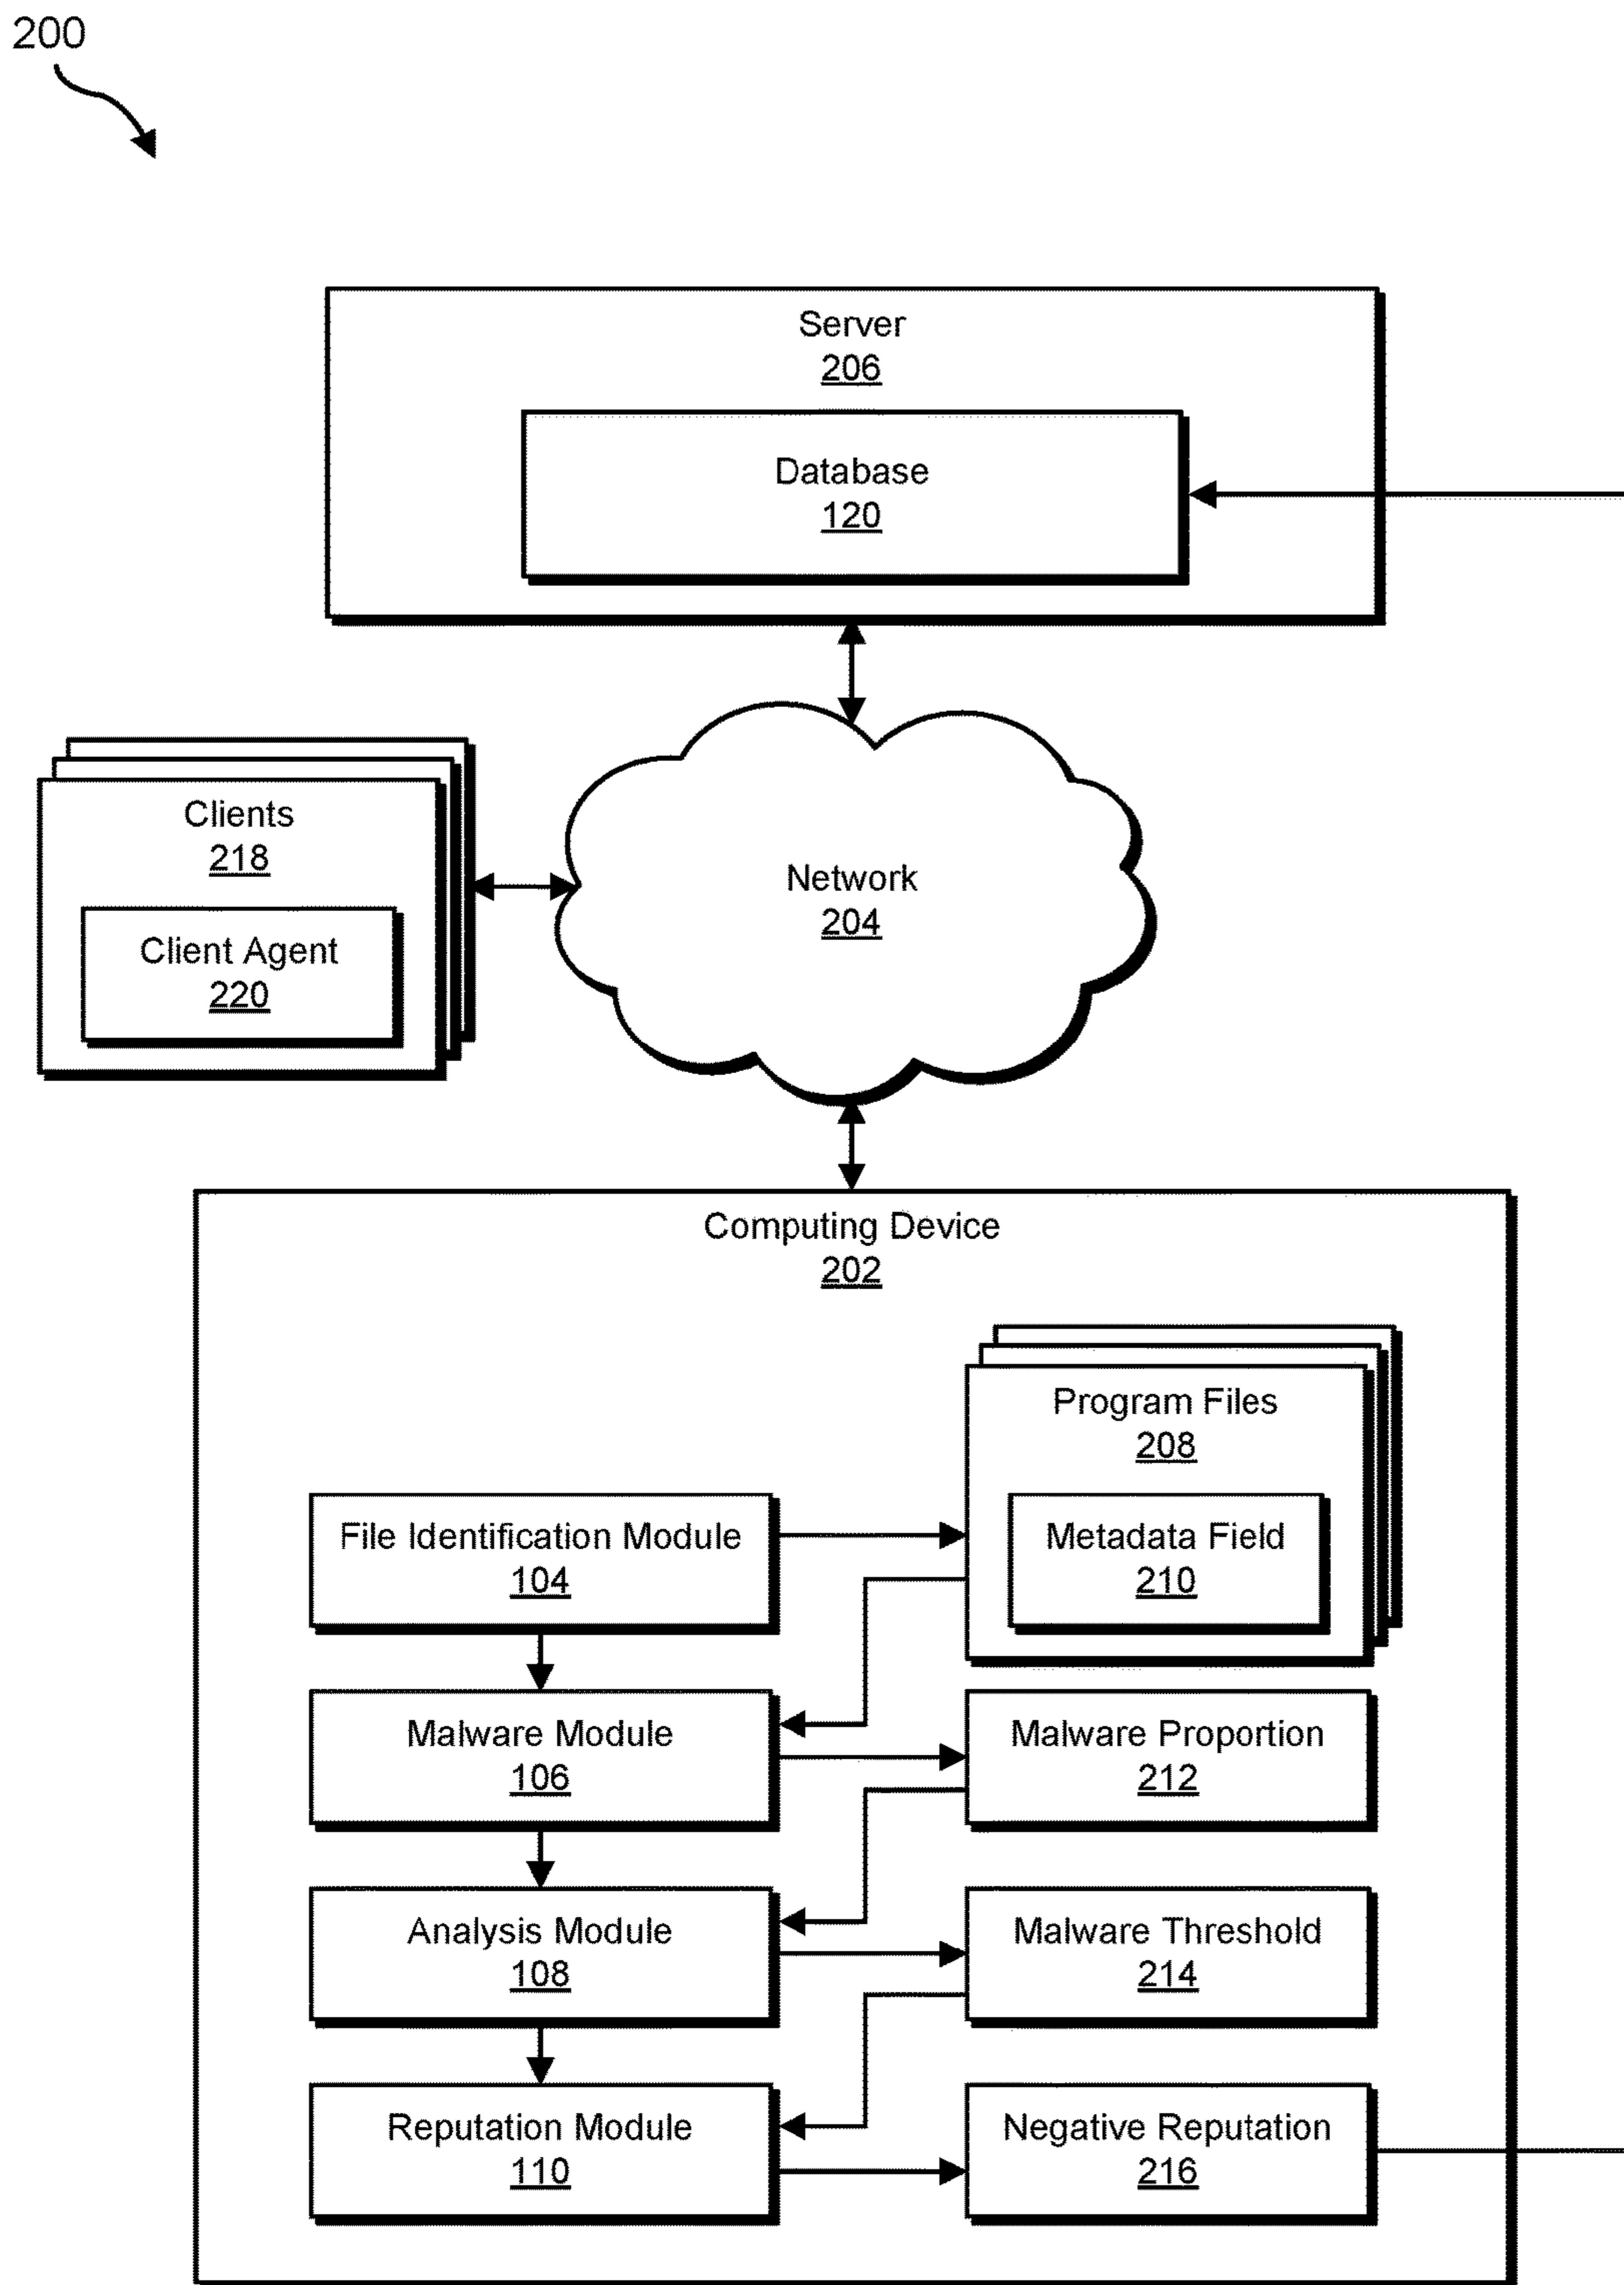 200
Server
206
Database
120
Clients
218
Client Agent
220
Network
204
Computing Device
202
Program Files
208
Metadata Field
210
File Identification Module
104
Malware Module
106
Malware Proportion
212
Analysis Module
108
Malware Threshold
214
Reputation Module
110
Negative Reputation
216